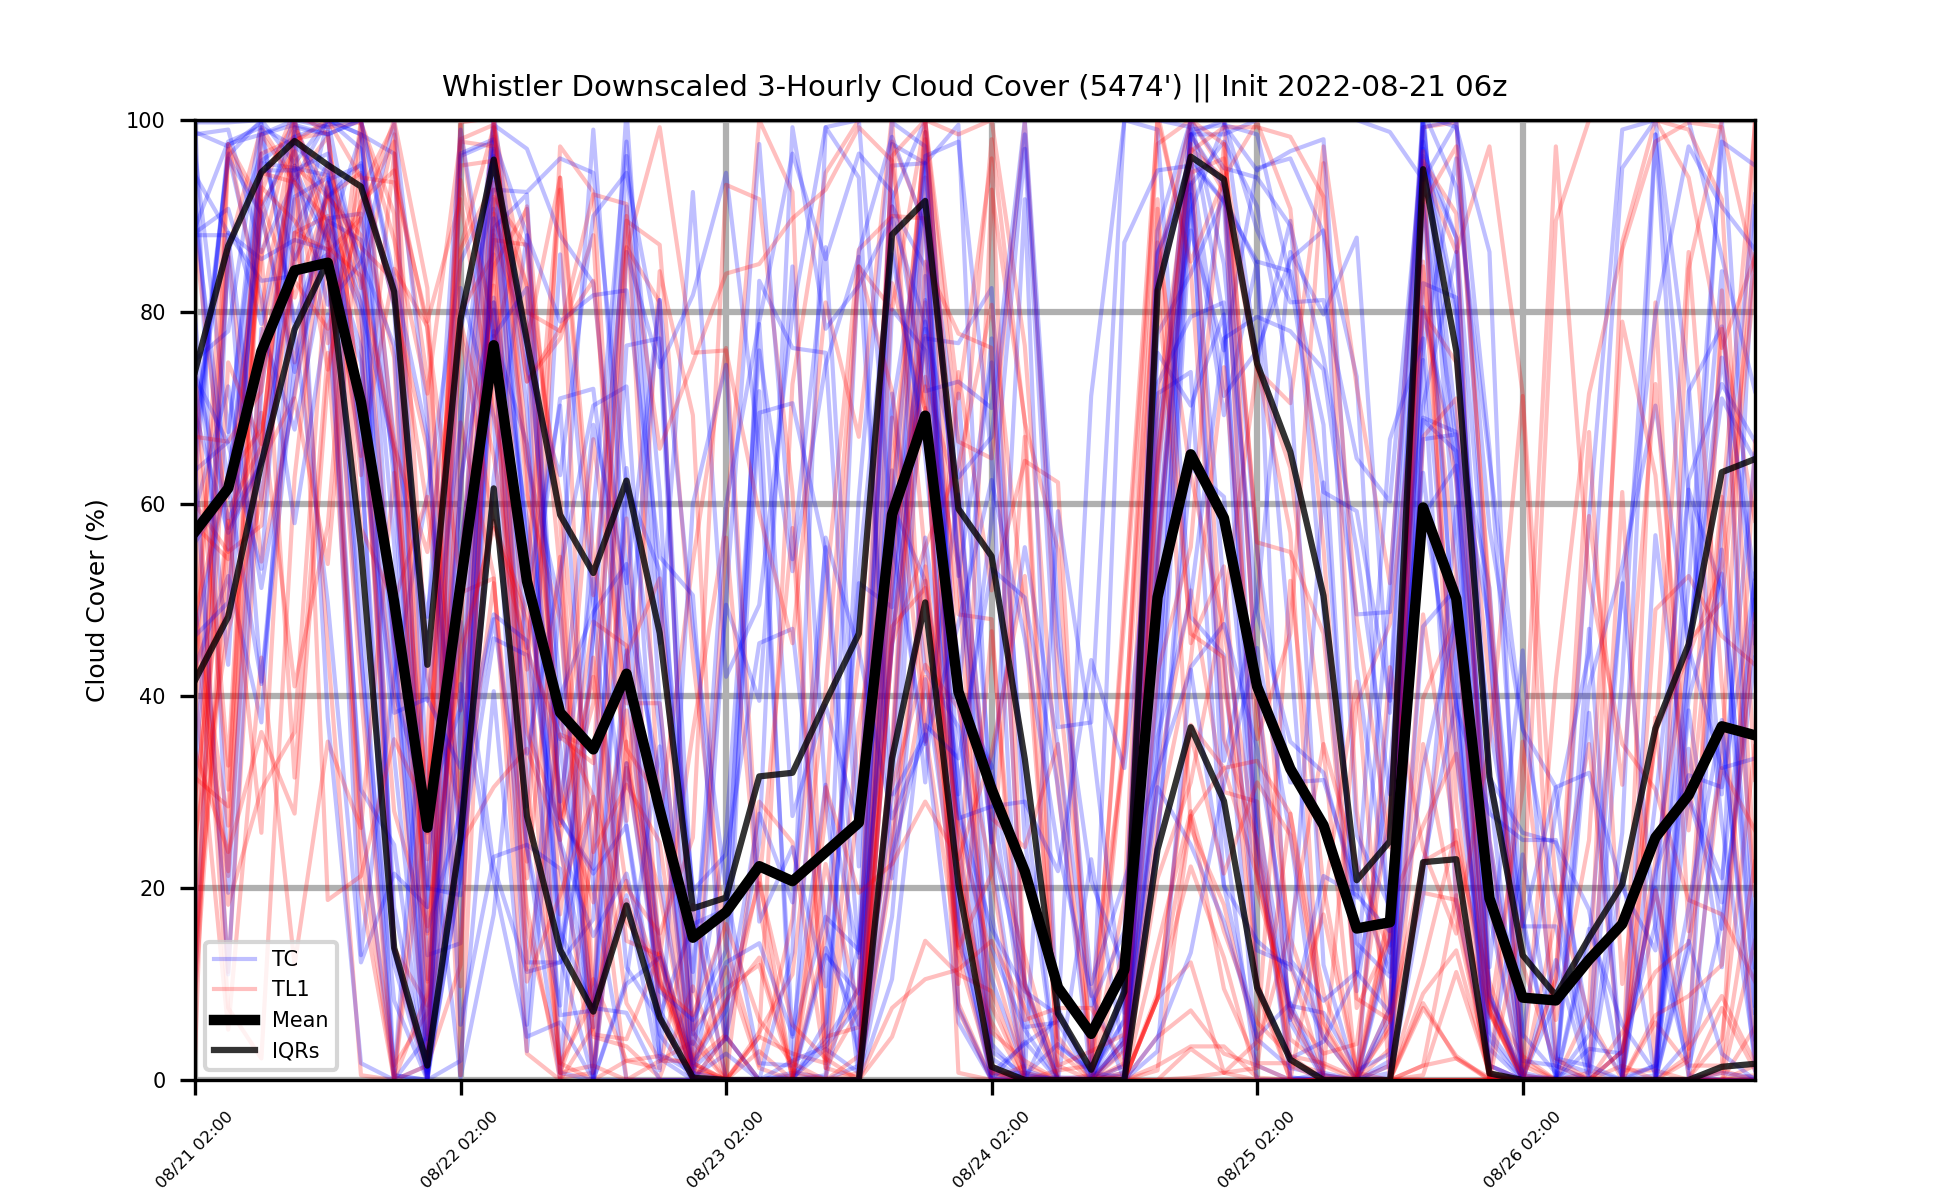 Whistler Downscaled 3-Hourly Cloud Cover (5474') || Init 2022-08-21 06z
Cloud Cover (%)
100
80
60
40
20
0
TC
TL1
Mean
IQRs
08/21 02:00
08/22 02:00
08/23 02:00
08/24 02:00
08/25 02:00
08/26 02:00